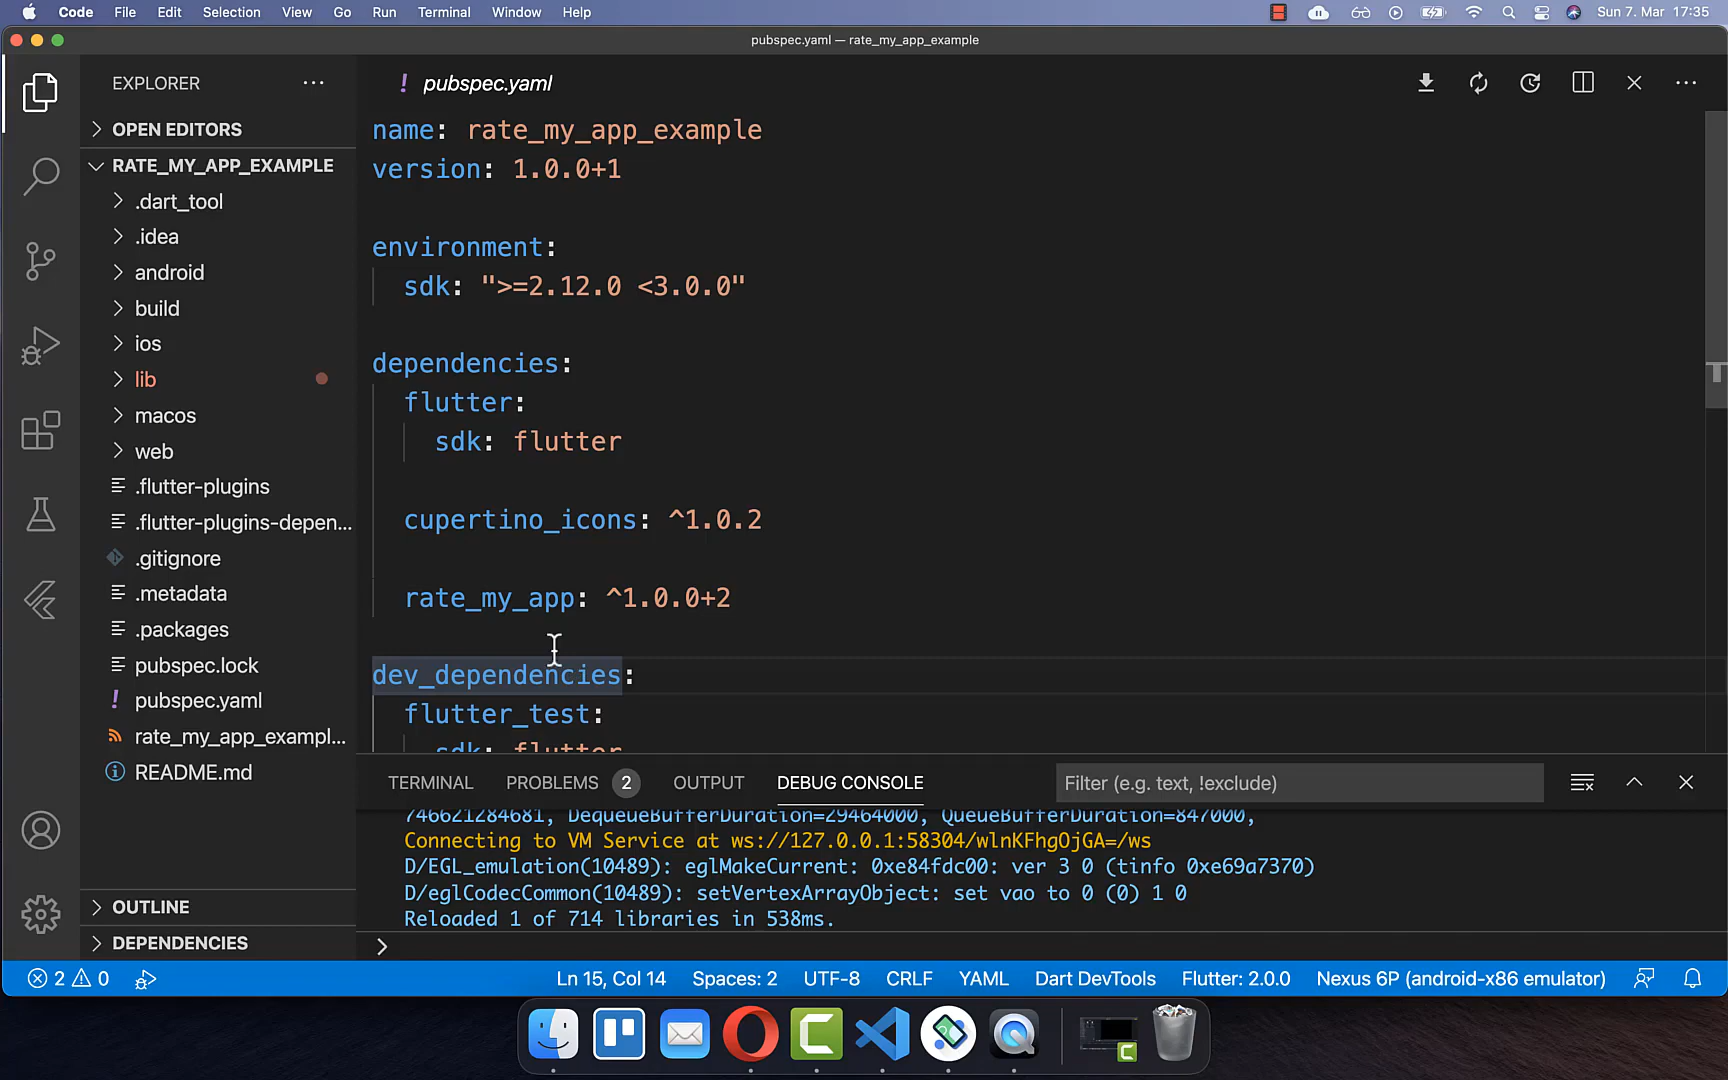 Code File Edit Selection View Go Run Terminal Window Help Sun 7. Mar 17:35
pubspec.yaml — rate_my_app_example
EXPLORER
OPEN EDITORS
RATE_MY_APP_EXAMPLE
.dart_tool
.idea
android
build
ios
lib
macos
web
.flutter-plugins
.flutter-plugins-depen...
.gitignore
.metadata
.packages
pubspec.lock
! pubspec.yaml
rate_my_app_exampl...
README.md
OUTLINE
DEPENDENCIES
! pubspec.yaml
name: rate_my_app_example
version: 1.0.0+1
environment:
sdk: ">=2.12.0 <3.0.0"
dependencies:
flutter:
sdk: flutter
cupertino_icons: ^1.0.2
rate_my_app: ^1.0.0+2
dev_dependencies:
flutter_test:
sdk: flutter
TERMINAL PROBLEMS 2 OUTPUT DEBUG CONSOLE Filter (e.g. text, !exclude)
746621284681, DequeueBufferDuration=29464000, QueueBufferDuration=847000,
Connecting to VM Service at ws://127.0.0.1:58304/wlnKFhgOjGA=/ws
D/EGL_emulation(10489): eglMakeCurrent: 0xe84fdc00: ver 3 0 (tinfo 0xe69a7370)
D/eglCodecCommon(10489): setVertexArrayObject: set vao to 0 (0) 1 0
Reloaded 1 of 714 libraries in 538ms.
2 0 Ln 15, Col 14 Spaces: 2 UTF-8 CRLF YAML Dart DevTools Flutter: 2.0.0 Nexus 6P (android-x86 emulator)